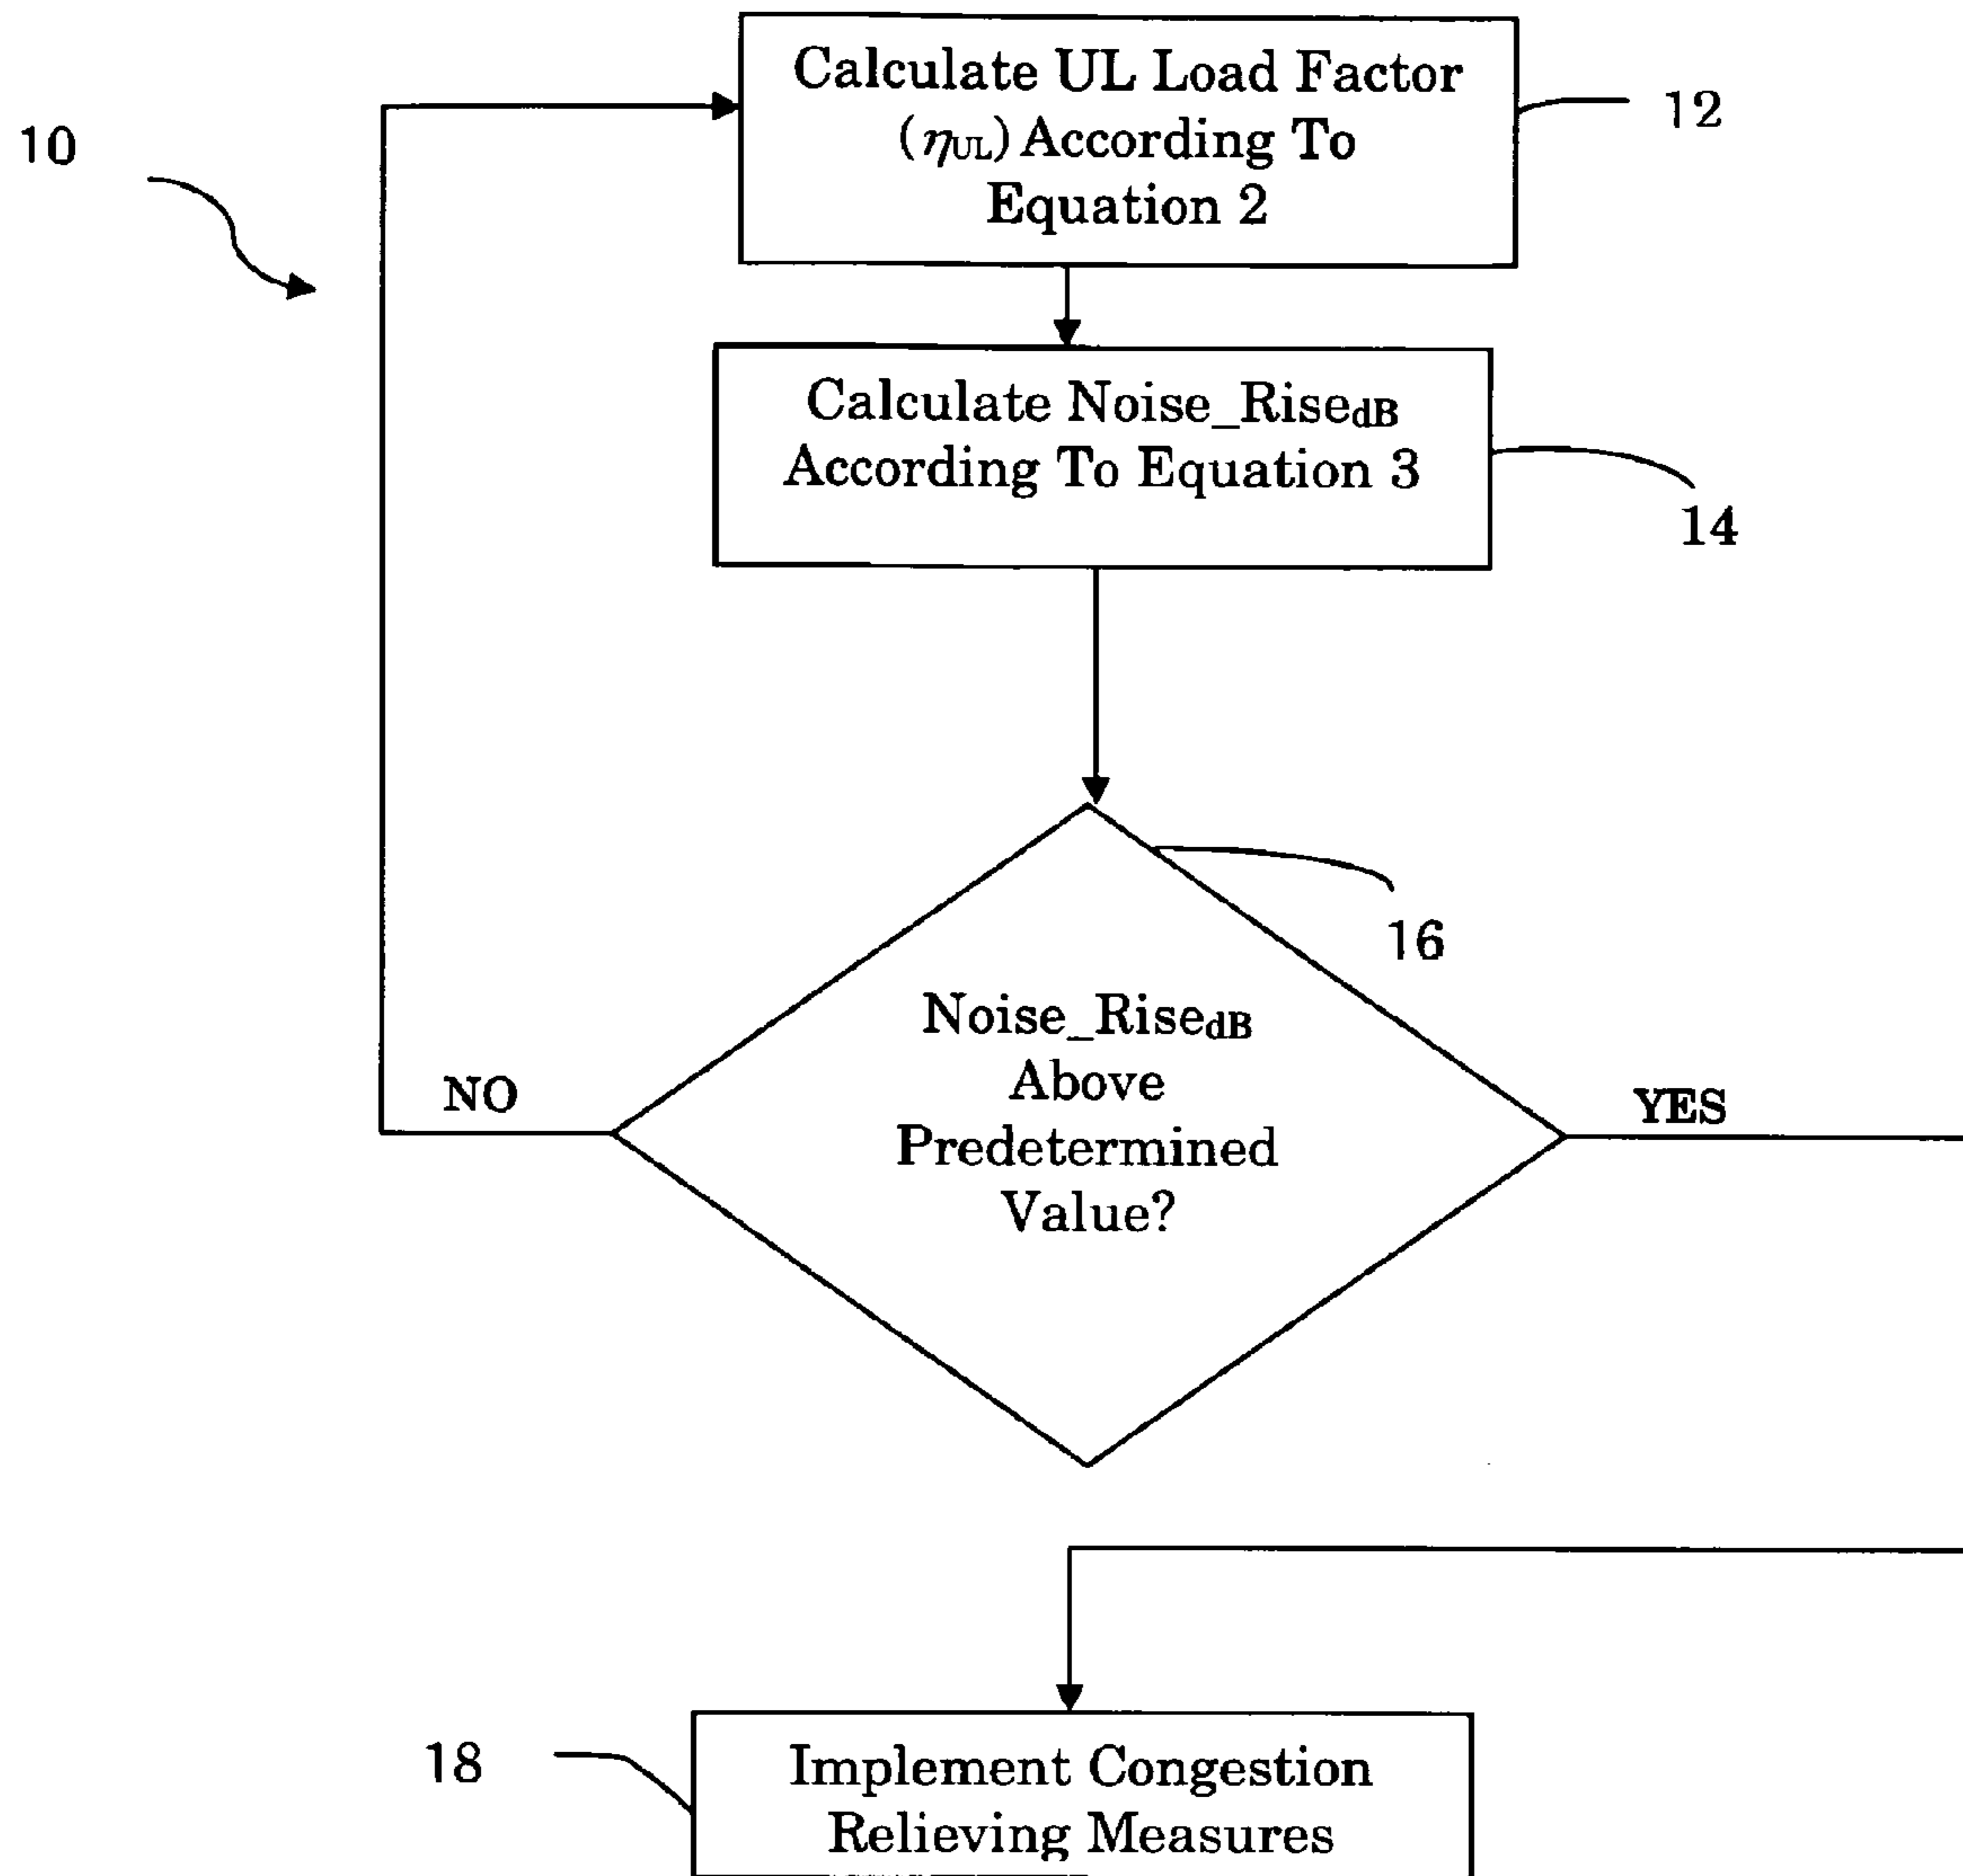 Calculate UL Load Factor
(ηUL) According To
Equation 2
12
10
Calculate Noise_RisedB
According To Equation 3
14
16
Noise_RisedB
Above
Predetermined
Value?
NO
YES
18
Implement Congestion
Relieving Measures